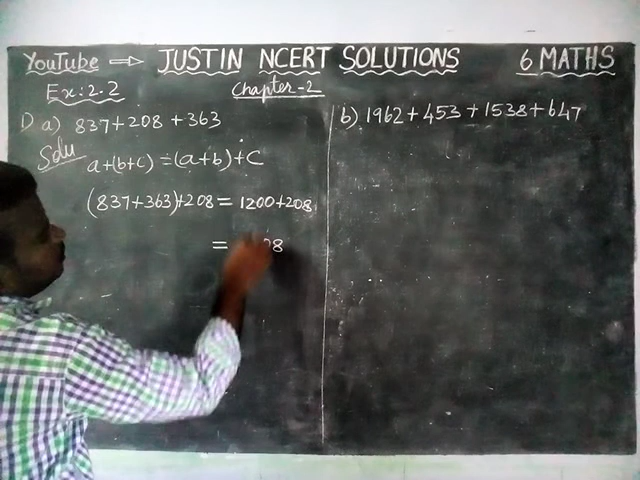 YouTube ⇒ JUSTIN NCERT SOLUTIONS 6 MATHS
Ex: 2.2 Chapter-2
1) a) 837+208+363
Solu
a+(b+c) = (a+b)+c
(837+363)+208 = 1200+208
= 08
b) 1962+453+1538+647